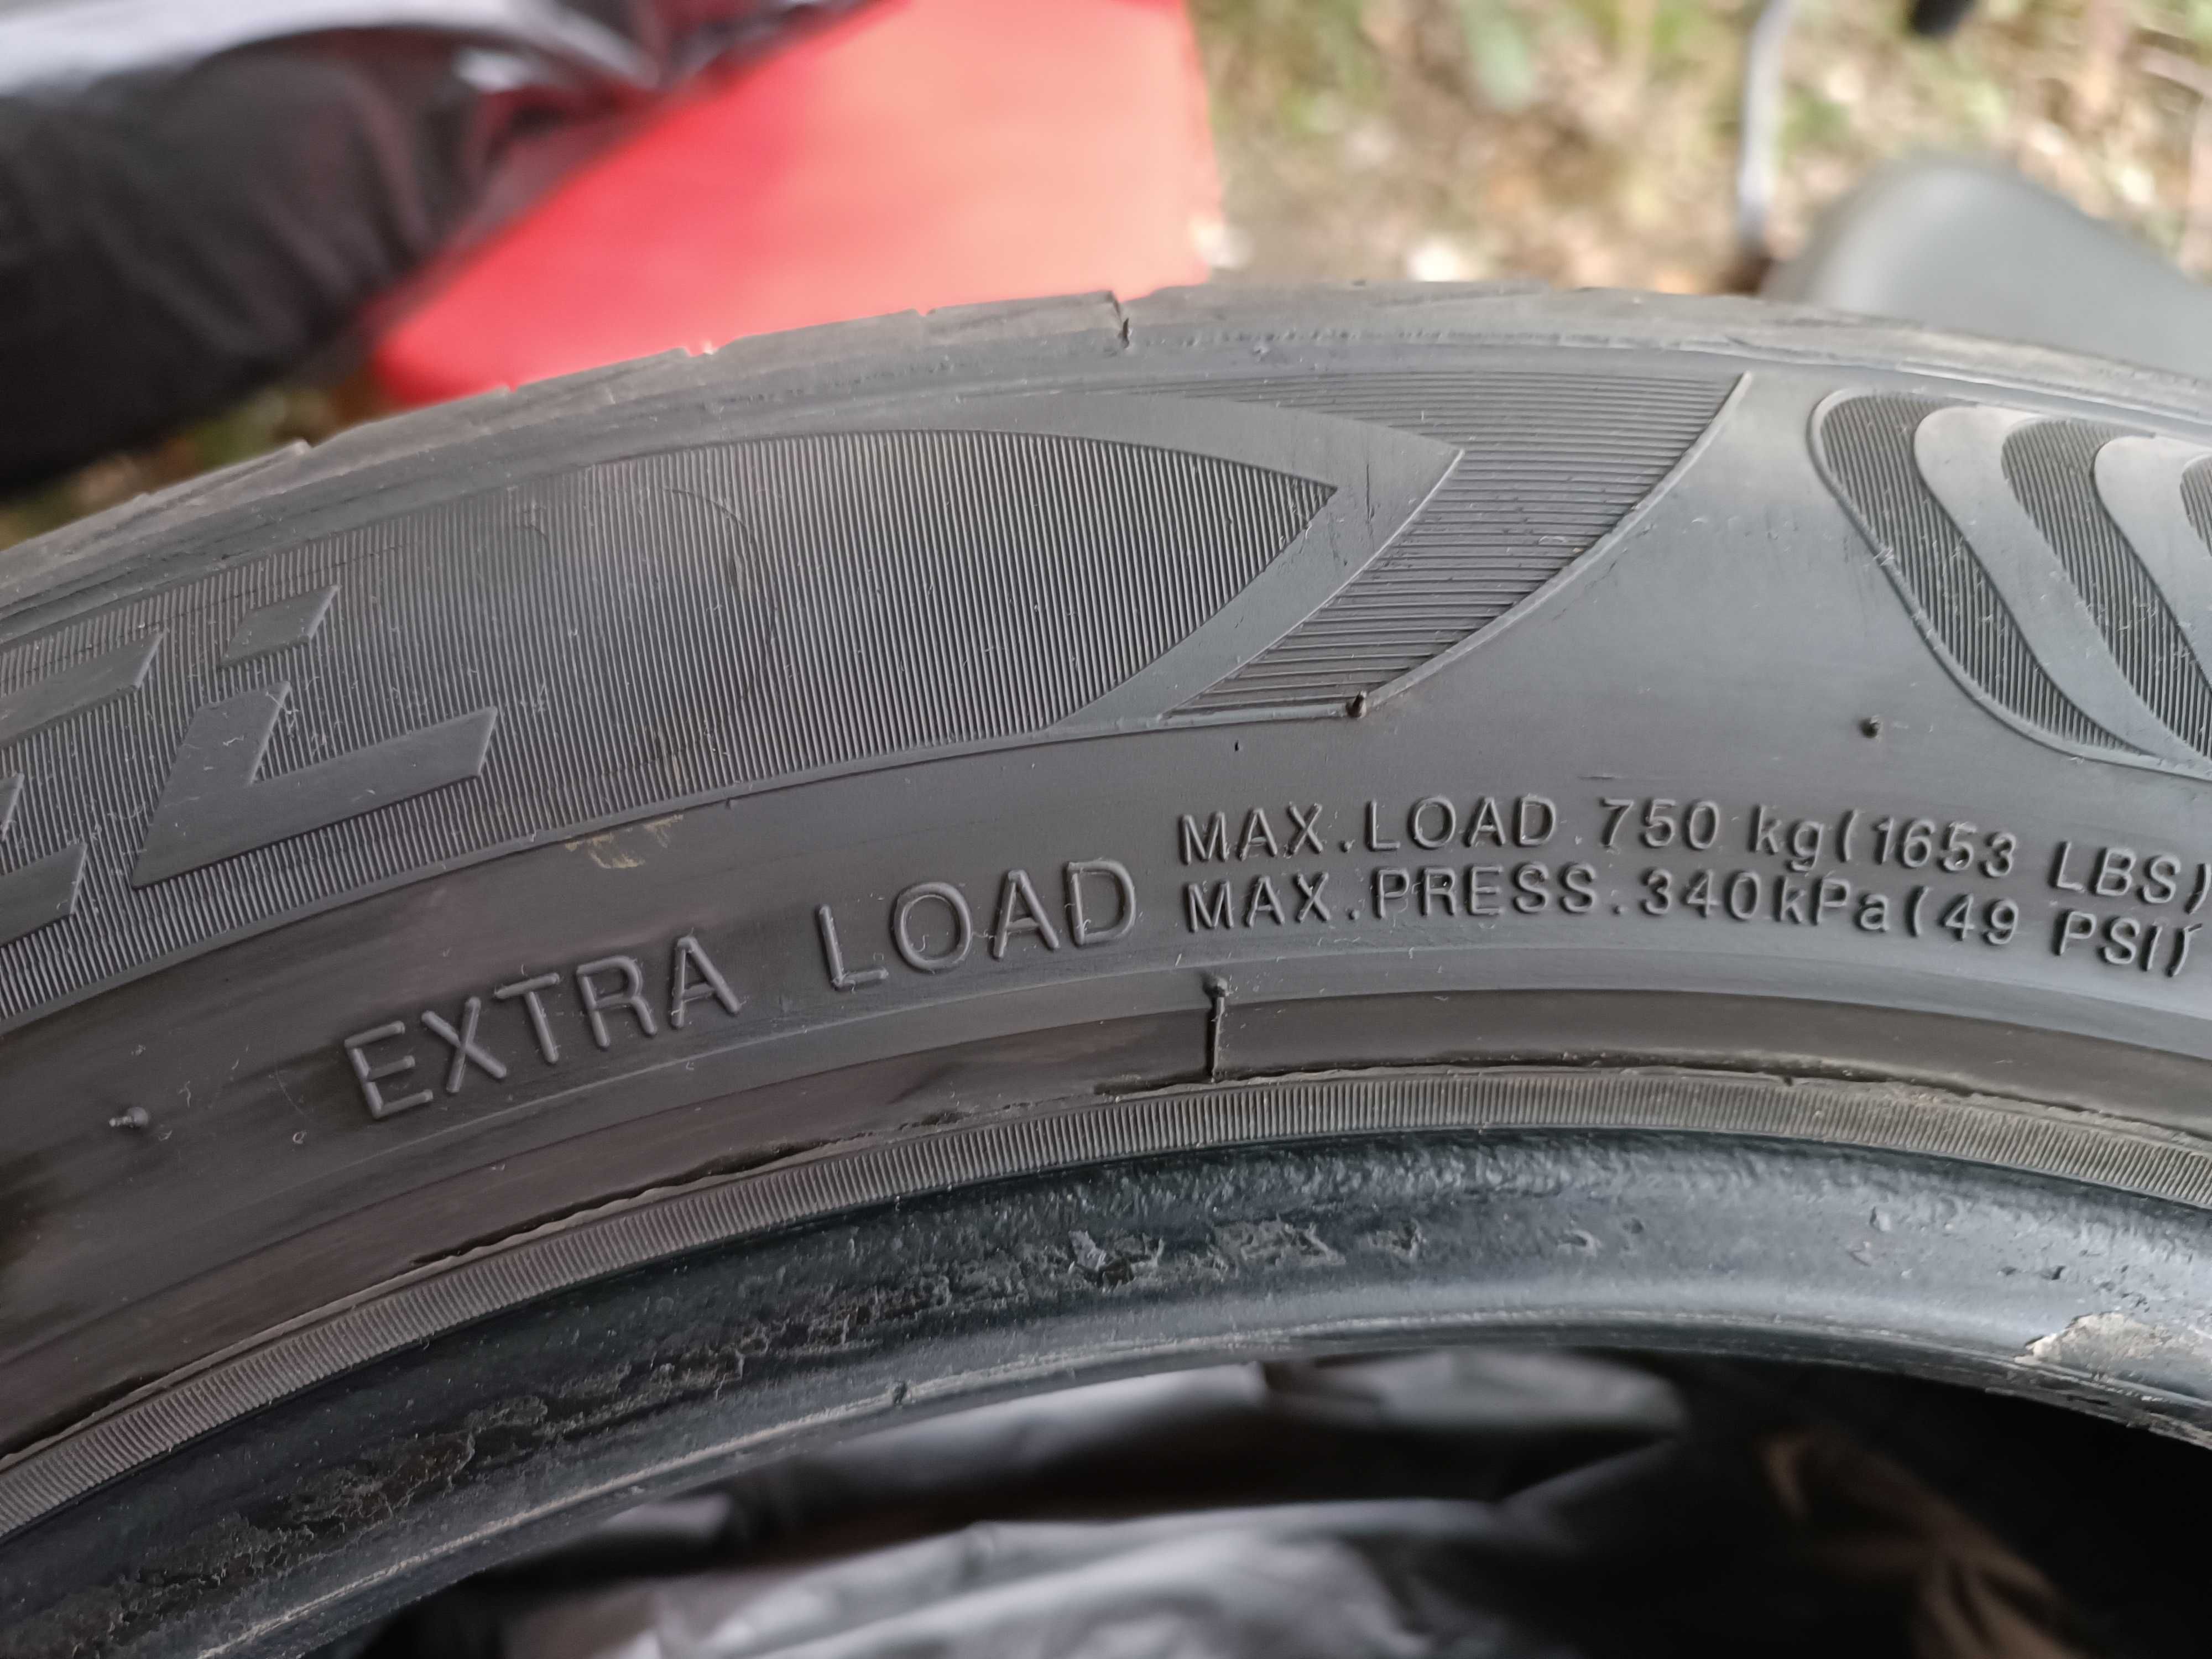 EXTRA LOAD
MAX.LOAD.750 kg(1653 LBS)
MAX.PRESS.340kPa(49 PSI)